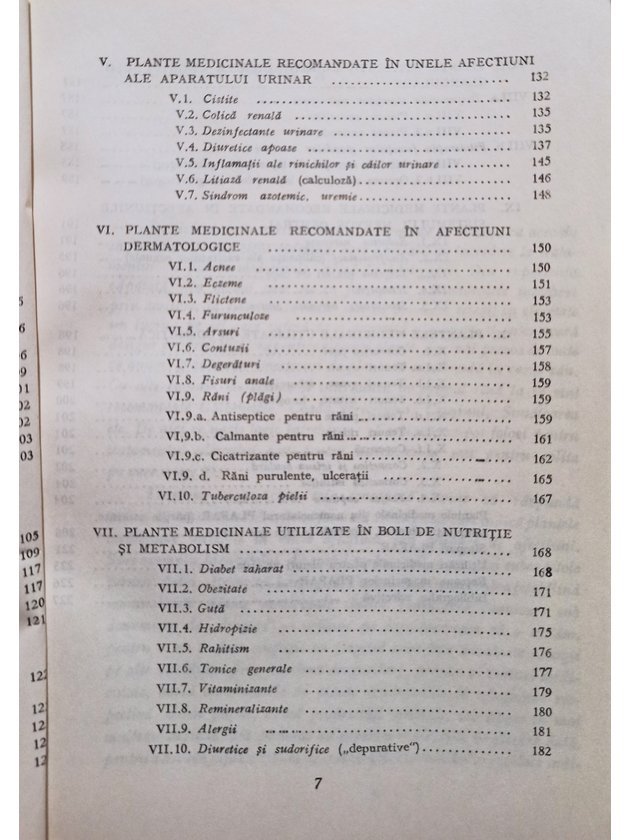 V. PLANTE MEDICINALE RECOMANDATE ÎN UNELE AFECTIUNI
ALE APARATULUI URINAR ............................ 132
V.1. Cistite ............................ 132
V.2. Colică renală ............................ 135
V.3. Dezinfectante urinare ............................ 135
V.4. Diuretice apoase ............................ 137
V.5. Inflamații ale rinichilor și căilor urinare ............... 145
V.6. Litiază renală (calculoză) ............................ 146
V.7. Sindrom azotemic, uremie ............................ 148
VI. PLANTE MEDICINALE RECOMANDATE ÎN AFECTIUNI
DERMATOLOGICE ............................ 150
VI.1. Acnee ............................ 150
VI.2. Eczeme ............................ 151
VI.3. Flictene ............................ 153
VI.4. Furunculoze ............................ 153
VI.5. Arsuri ............................ 155
VI.6. Contuzii ............................ 157
VI.7. Degerături ............................ 158
VI.8. Fisuri anale ............................ 159
VI.9. Răni (plăgi) ............................ 159
VI.9.a. Antiseptice pentru răni ............................ 159
VI,9.b. Calmante pentru răni ............................ 161
VI.9.c. Cicatrizante pentru răni ............................ 162
VI.9. d. Răni purulente, ulcerații ............................ 165
VI.10. Tuberculoza pielii ............................ 167
VII. PLANTE MEDICINALE UTILIZATE ÎN BOLI DE NUTRIȚIE
ȘI METABOLISM ............................ 168
VII.1. Diabet zaharat ............................ 168
VII.2. Obezitate ............................ 171
VII.3. Gută ............................ 171
VII.4. Hidropizie ............................ 175
VII.5. Rahitism ............................ 176
VII.6. Tonice generale ............................ 177
VII.7. Vitaminizante ............................ 179
VII.8. Remineralizante ............................ 180
VII.9. Alergii ............................ 181
VII.10. Diuretice și sudorifice („depurative") ............... 182
7